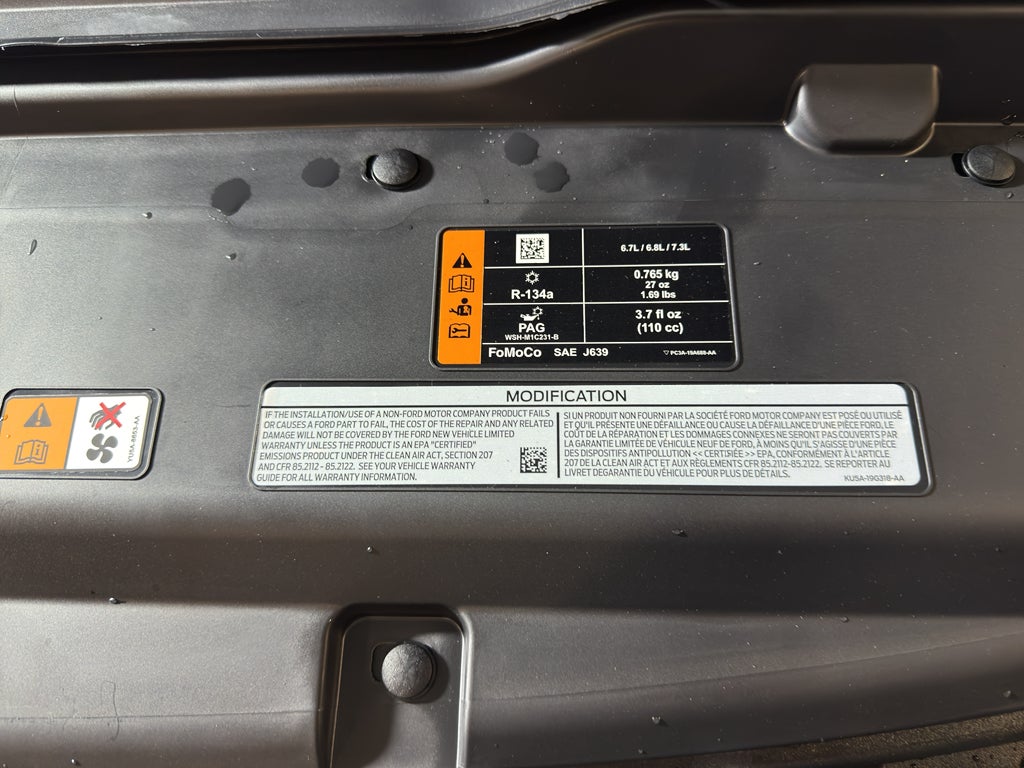 6.7L / 6.8L / 7.3L
R-134a
0.765 kg
27 oz
1.69 lbs
PAG
WSH-M1C231-B
3.7 fl oz
(110 cc)
FoMoCo SAE J639
PC3A-19A688-AA
YU5A-8653-AA
MODIFICATION
IF THE INSTALLATION/USE OF A NON-FORD MOTOR COMPANY PRODUCT FAILS
OR CAUSES A FORD PART TO FAIL, THE COST OF THE REPAIR AND ANY RELATED
DAMAGE WILL NOT BE COVERED BY THE FORD NEW VEHICLE LIMITED
WARRANTY UNLESS THE PRODUCT IS AN EPA "CERTIFIED"
EMISSIONS PRODUCT UNDER THE CLEAN AIR ACT, SECTION 207
AND CFR 85.2112 -85.2122. SEE YOUR VEHICLE WARRANTY
GUIDE FOR ALL WARRANTY INFORMATION.
SI UN PRODUIT NON FOURNI PAR LA SOCIÉTÉ FORD MOTOR COMPANY EST POSÉ OU UTILISÉ
ET QU'IL PRÉSENTE UNE DÉFAILLANCE OU CAUSE LA DÉFAILLANCE D'UNE PIÈCE FORD, LE
COÛT DE LA RÉPARATION ET LES DOMMAGES CONNEXES NE SERONT PAS COUVERTS PAR
LA GARANTIE LIMITÉE DE VÉHICULE NEUF DE FORD, À MOINS QU'IL S'AGISSE D'UNE PIÈCE
DES DISPOSITIFS ANTIPOLLUTION << CERTIFIÉE >> EPA, CONFORMÉMENT À L'ARTICLE
207 DE LA CLEAN AIR ACT ET AUX RÈGLEMENTS CFR 85.2112-85.2122. SE REPORTER AU
LIVRET DEGARANTIE DU VÉHICULE POUR PLUS DE DÉTAILS.
KU5A-19G318-AA